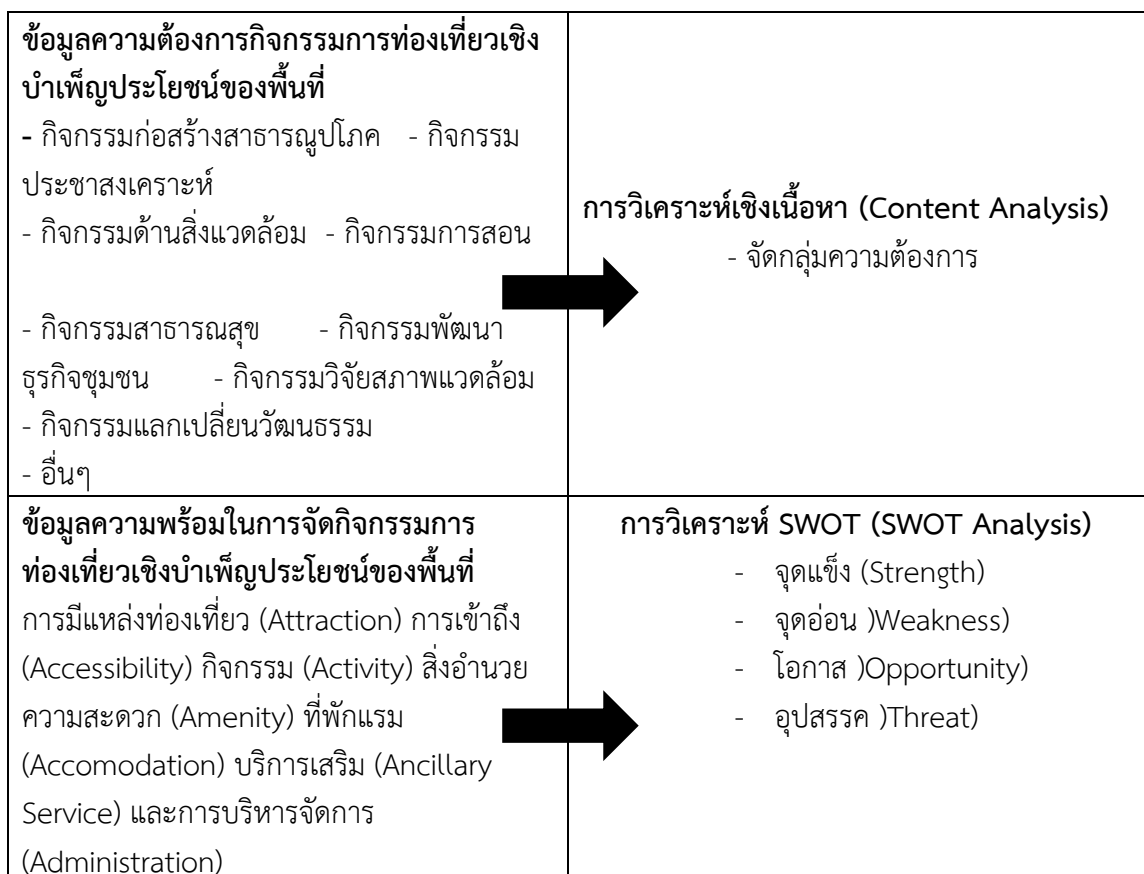 ข้อมูลความต้องการกิจกรรมการท่องเที่ยวเชิง
บำเพ็ญประโยชน์ของพื้นที่
- กิจกรรมก่อสร้างสาธารณูปโภค - กิจกรรม
ประชาสงเคราะห์
- กิจกรรมด้านสิ่งแวดล้อม - กิจกรรมการสอน
- กิจกรรมสาธารณสุข - กิจกรรมพัฒนา
ธุรกิจชุมชน - กิจกรรมวิจัยสภาพแวดล้อม
- กิจกรรมแลกเปลี่ยนวัฒนธรรม
- อื่นๆ
การวิเคราะห์เชิงเนื้อหา (Content Analysis)
- จัดกลุ่มความต้องการ
ข้อมูลความพร้อมในการจัดกิจกรรมการ
ท่องเที่ยวเชิงบำเพ็ญประโยชน์ของพื้นที่
การมีแหล่งท่องเที่ยว (Attraction) การเข้าถึง
(Accessibility) กิจกรรม (Activity) สิ่งอำนวย
ความสะดวก (Amenity) ที่พักแรม
(Accomodation) บริการเสริม (Ancillary
Service) และการบริหารจัดการ
(Administration)
การวิเคราะห์ SWOT (SWOT Analysis)
- จุดแข็ง (Strength)
- จุดอ่อน )Weakness)
- โอกาส )Opportunity)
- อุปสรรค )Threat)